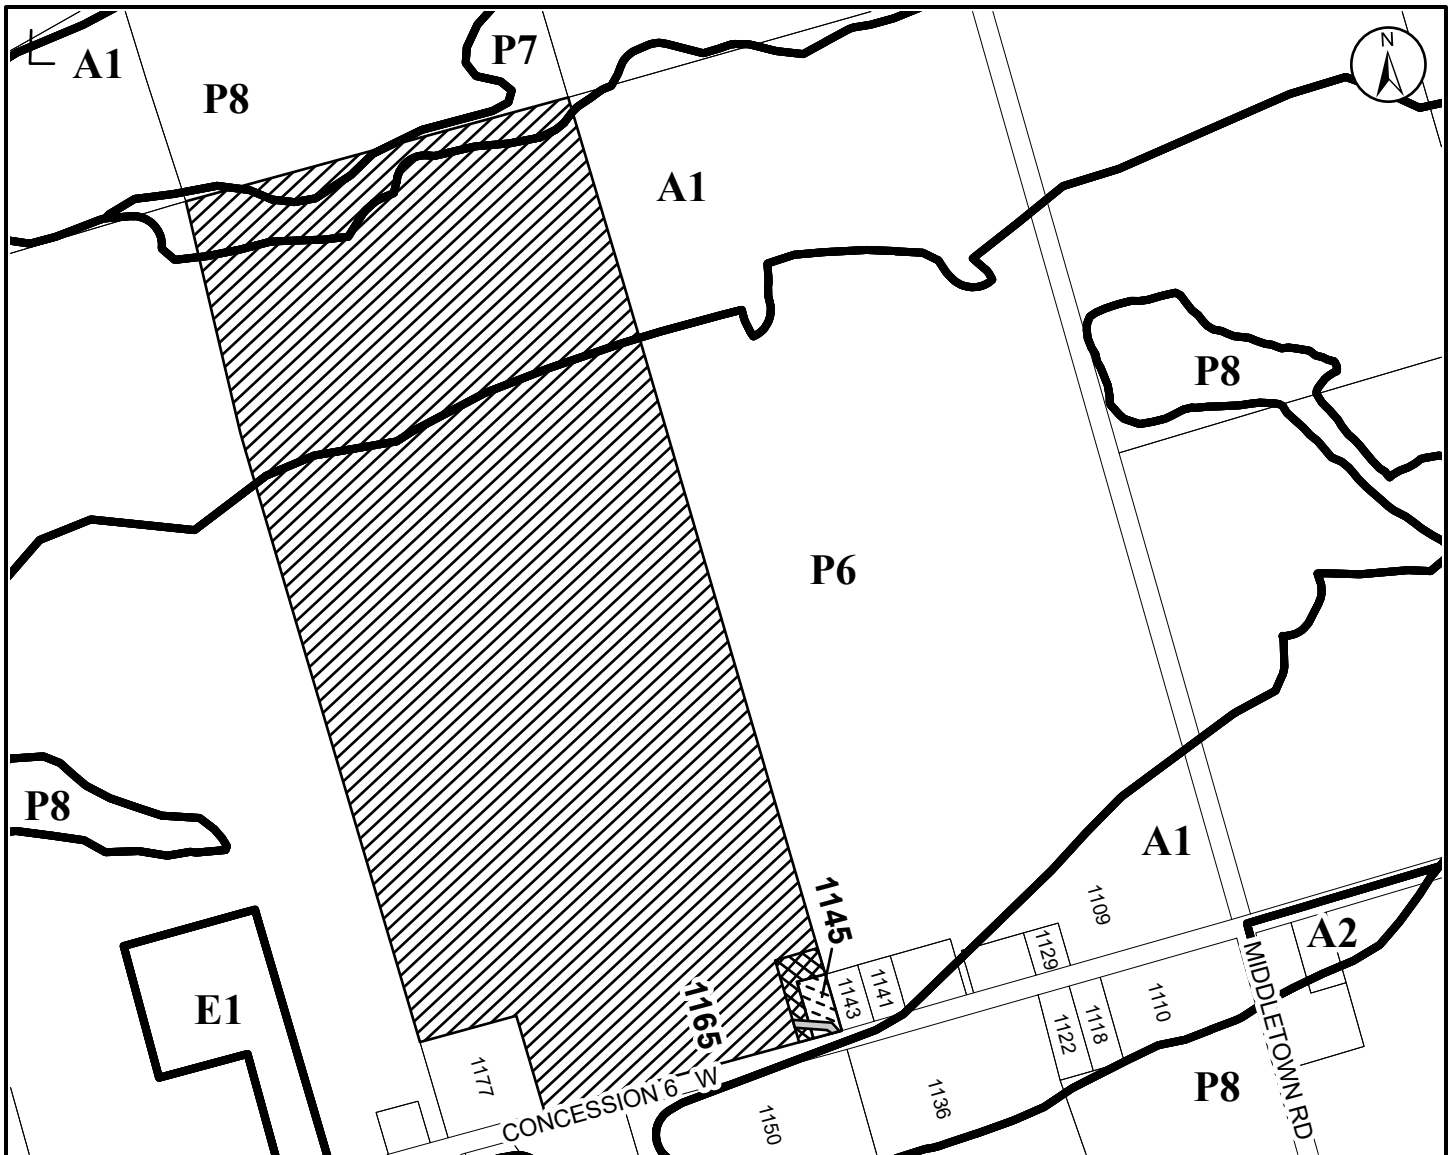 N
A1
P7
P8
A1
P8
P6
P8
A1
1145
1109
A2
1129
1143
1141
E1
1165
1110
1118
1122
MIDDLETOWN RD
1177
P8
CONCESSION 6 W
1136
1150